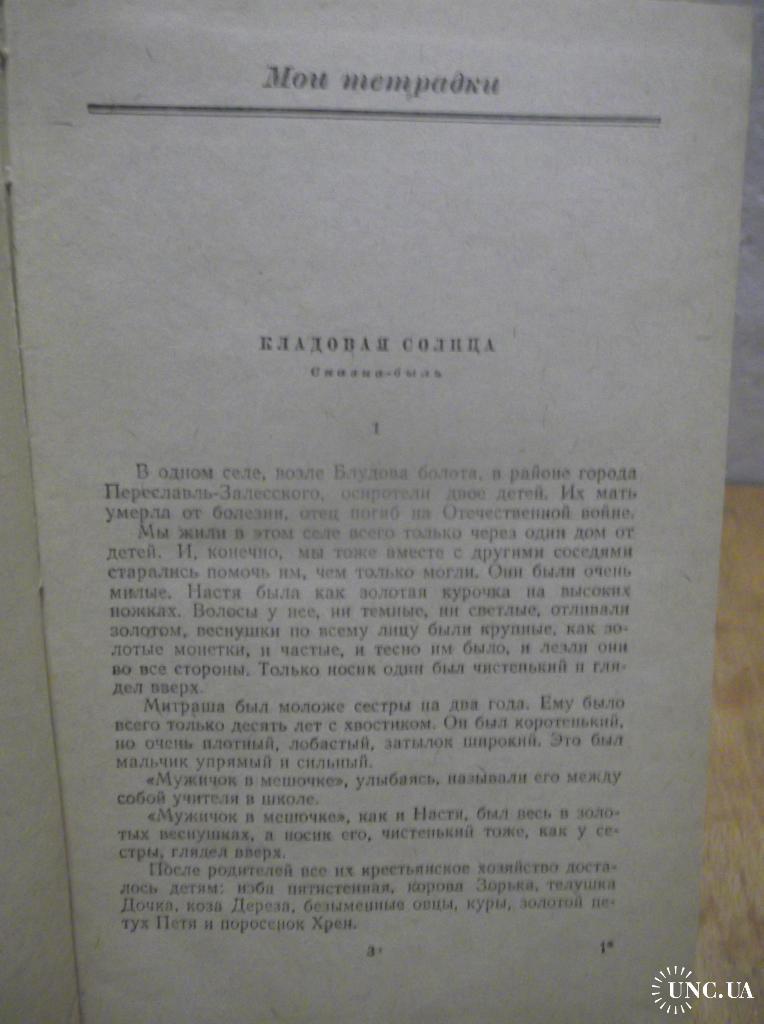 Мои тетрадки
КЛАДОВАЯ СОЛНЦА
Сказка-быль
1
В одном селе, возле Блудова болота, в районе города
Переславль-Залесского, осиротели двое детей. Их мать
умерла от болезни, отец погиб на Отечественной войне.
Мы жили в этом селе всего только через один дом от
детей. И, конечно, мы тоже вместе с другими соседями
старались помочь им, чем только могли. Они были очень
милые. Настя была как золотая курочка на высоких
ножках. Волосы у нее, ни темные, ни светлые, отливали
золотом, веснушки по всему лицу были крупные, как зо-
лотые монетки, и частые, и тесно им было, и лезли они
во все стороны. Только носик один был чистенький и гля-
дел вверх.
Митраша был моложе сестры на два года. Ему было
всего только десять лет с хвостиком. Он был коротенький,
но очень плотный, лобастый, затылок широкий. Это был
мальчик упрямый и сильный.
«Мужичок в мешочке», улыбаясь, называли его между
собой учителя в школе.
«Мужичок в мешочке», как и Настя, был весь в золо-
тых веснушках, а носик его, чистенький тоже, как у се-
стры, глядел вверх.
После родителей все их крестьянское хозяйство доста-
лось детям: изба пятистенная, корова Зорька, телушка
Дочка, коза Дереза, безыменные овцы, куры, золотой пе-
тух Петя и поросенок Хрен.
3
1*
UNC.UA